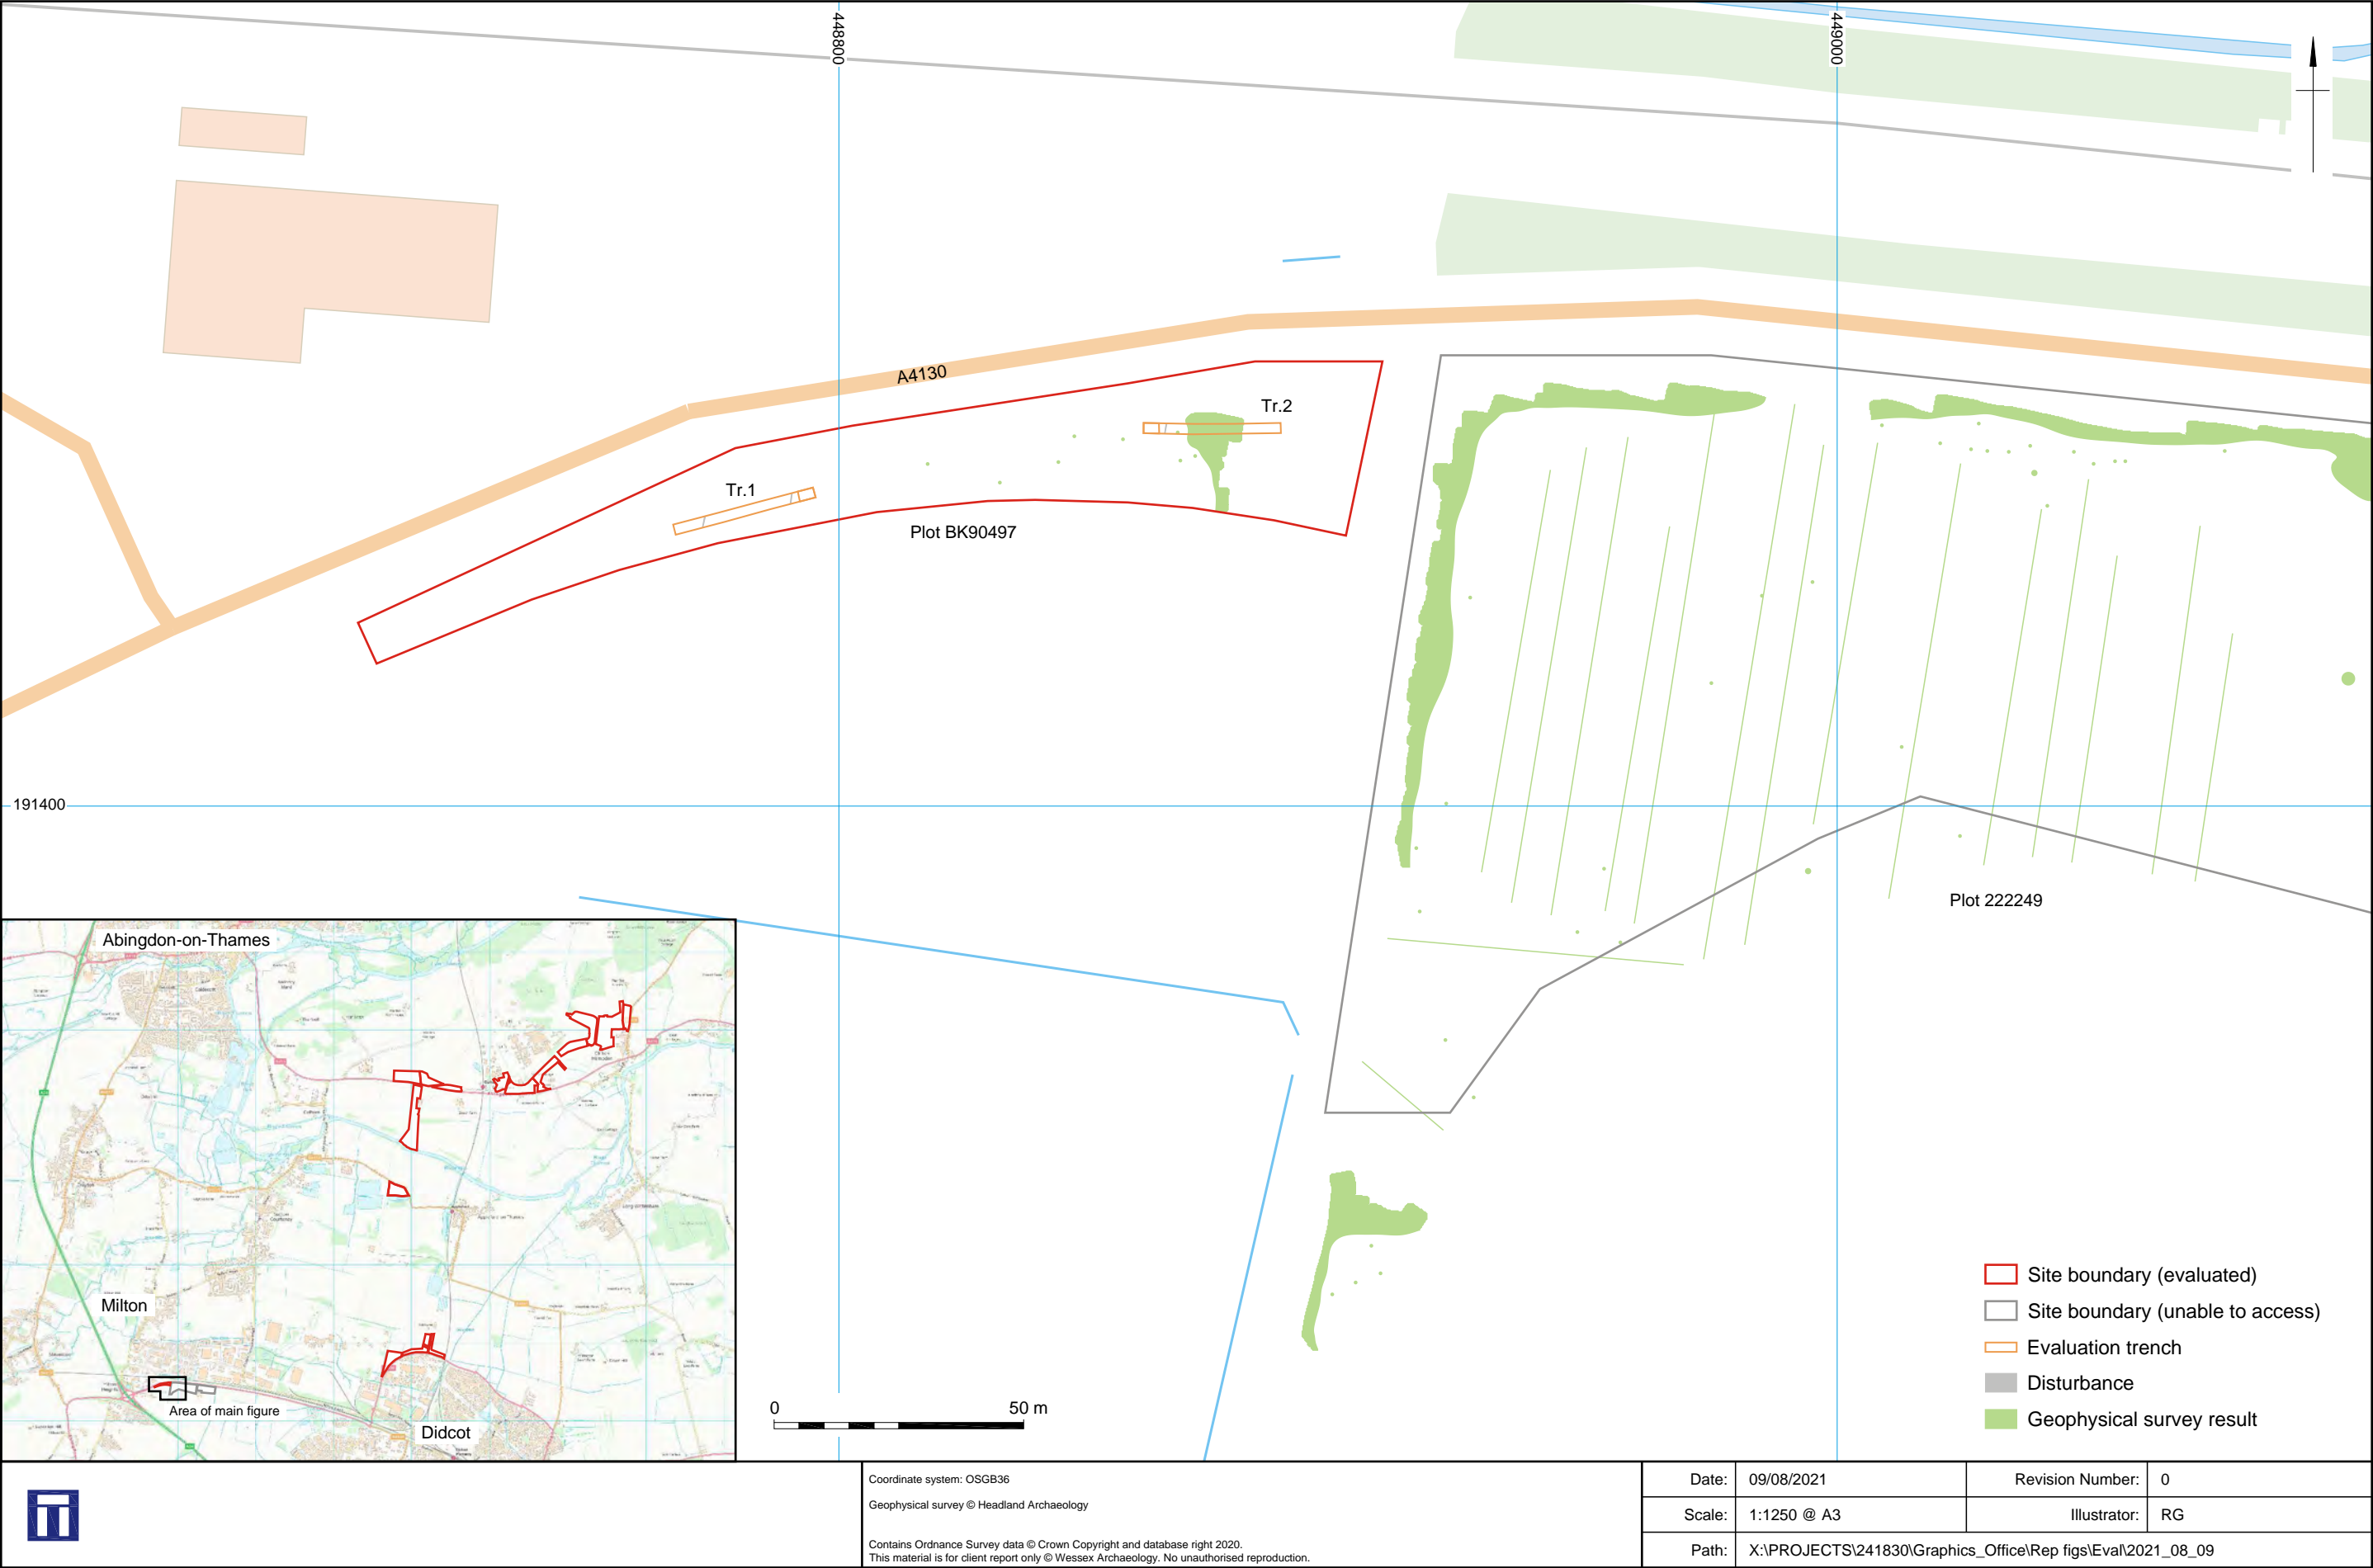 448800
449000
A4130
Tr.2
Tr.1
Plot BK90497
191400
Plot 222249
Abingdon-on-Thames
Milton
Area of main figure
Didcot
0 50 m
Site boundary (evaluated)
Site boundary (unable to access)
Evaluation trench
Disturbance
Geophysical survey result
Coordinate system: OSGB36
Geophysical survey © Headland Archaeology
Contains Ordnance Survey data © Crown Copyright and database right 2020.
This material is for client report only © Wessex Archaeology. No unauthorised reproduction.
Date: 09/08/2021 Revision Number: 0
Scale: 1:1250 @ A3 Illustrator: RG
Path: X:\PROJECTS\241830\Graphics_Office\Rep figs\Eval\2021_08_09